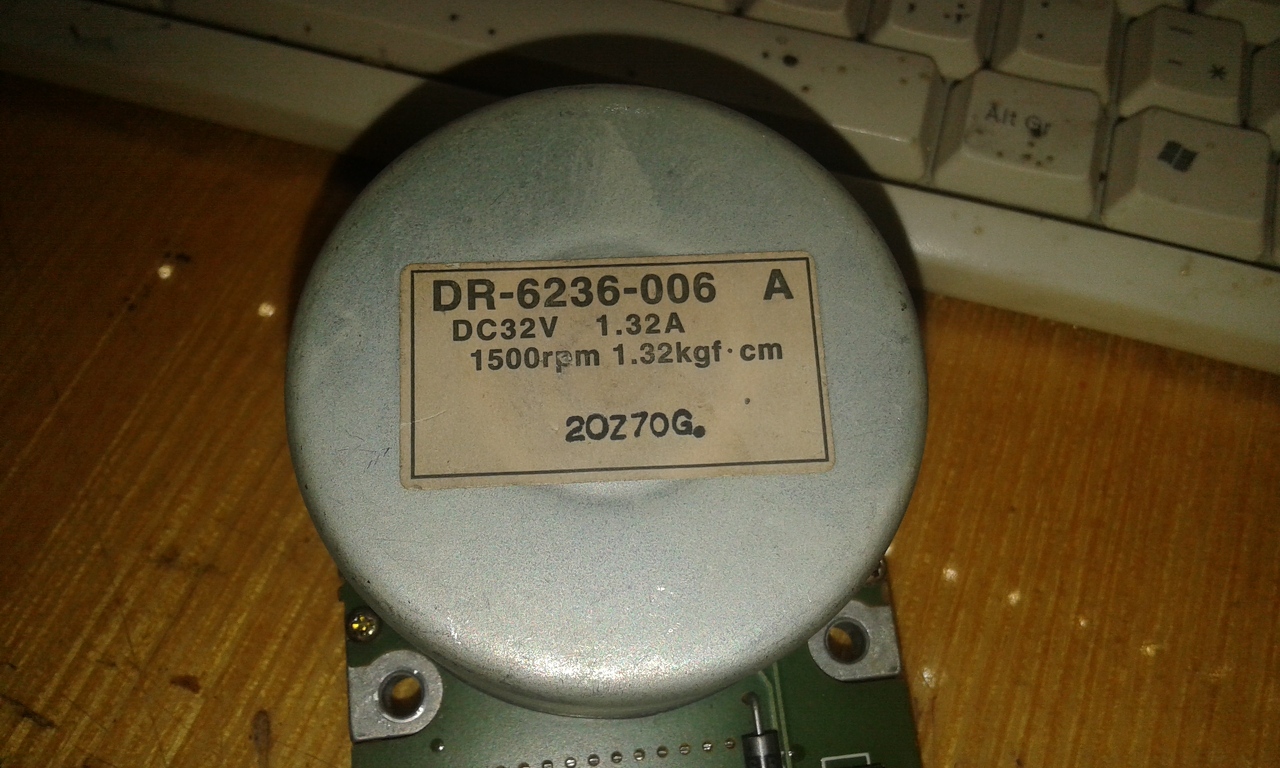 DR-6236-006 A
DC32V 1.32A
1500rpm 1.32kgf·cm
20Z70G.
Alt Gr
*